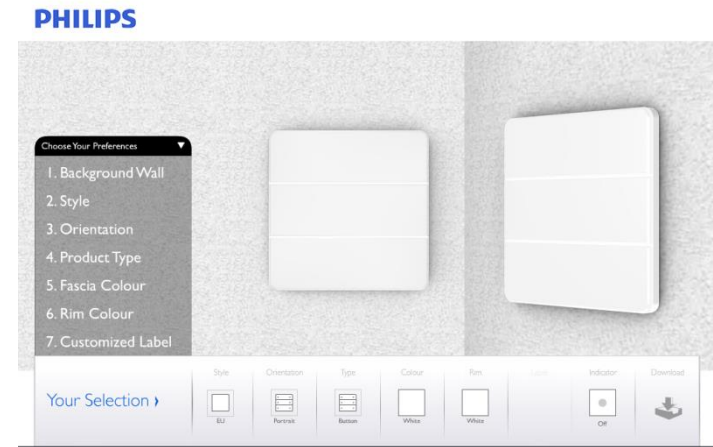 PHILIPS
Choose Your Preferences
1. Background Wall
2. Style
3. Orientation
4. Product Type
5. Fascia Colour
6. Rim Colour
7. Customized Label
Style Orientation Type Colour Rim Label Indicator Download
Your Selection ›
EU Portrait Button White White Off